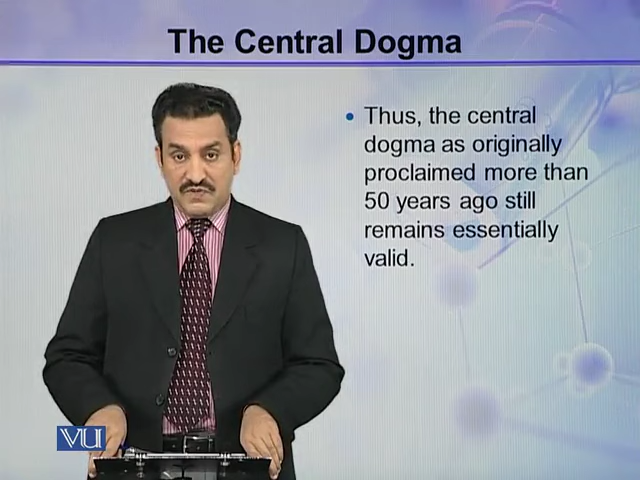 The Central Dogma
• Thus, the central
dogma as originally
proclaimed more than
50 years ago still
remains essentially
valid.
VU